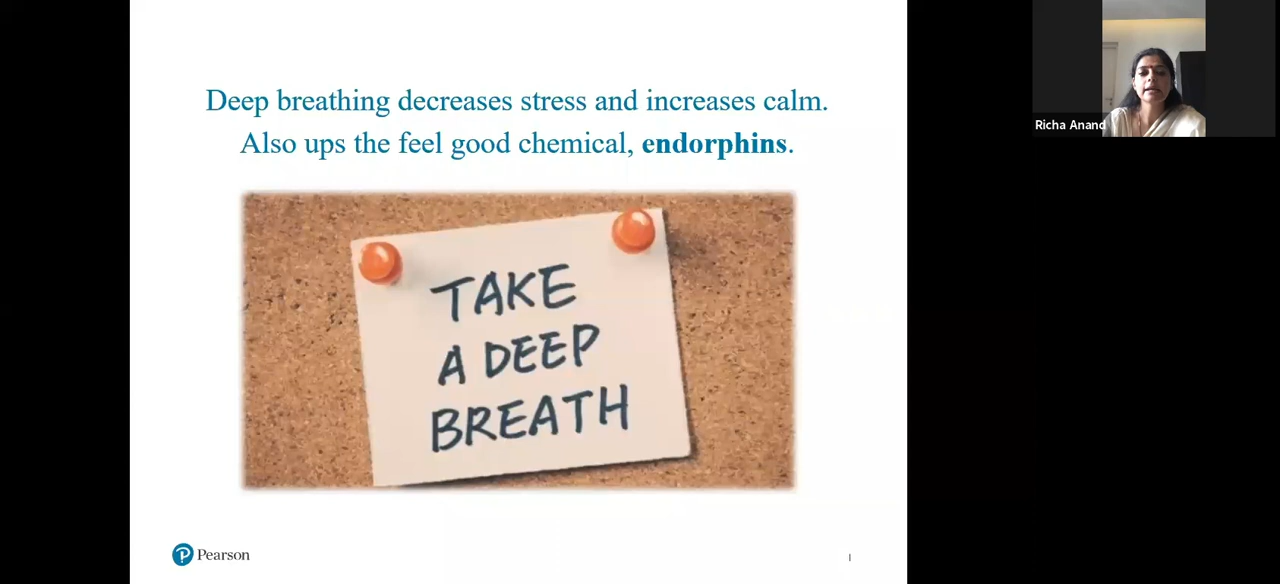 Deep breathing decreases stress and increases calm.
Also ups the feel good chemical, endorphins.
TAKE
A DEEP
BREATH
Richa Anand
Pearson
1